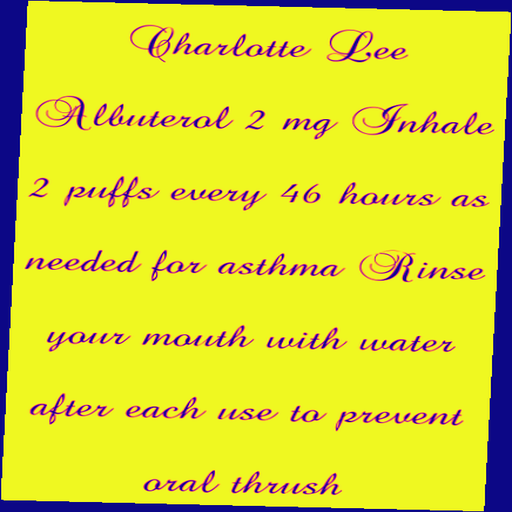 Charlotte Lee
Albuterol 2 mg Inhale
2 puffs every 46 hours as
needed for asthma Rinse
your mouth with water
after each use to prevent
oral thrush